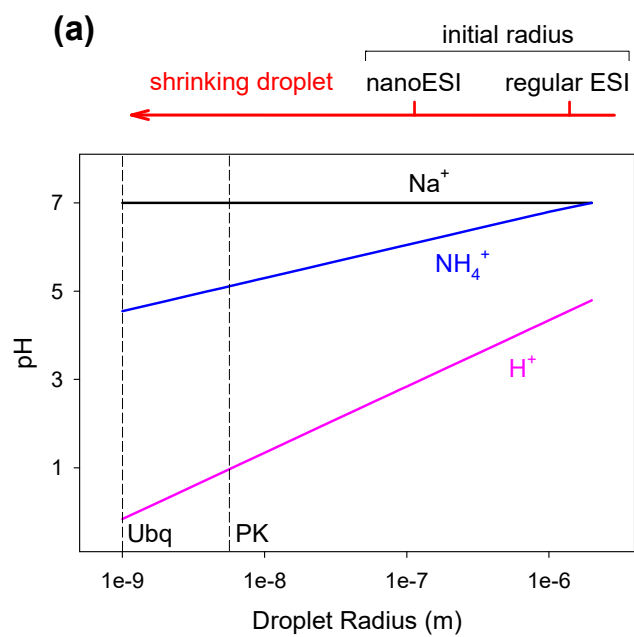 (a)
initial radius
shrinking droplet
nanoESI
regular ESI
7
5
3
1
pH
Na⁺
NH₄⁺
H⁺
Ubq
PK
1e-9
1e-8
1e-7
1e-6
Droplet Radius (m)